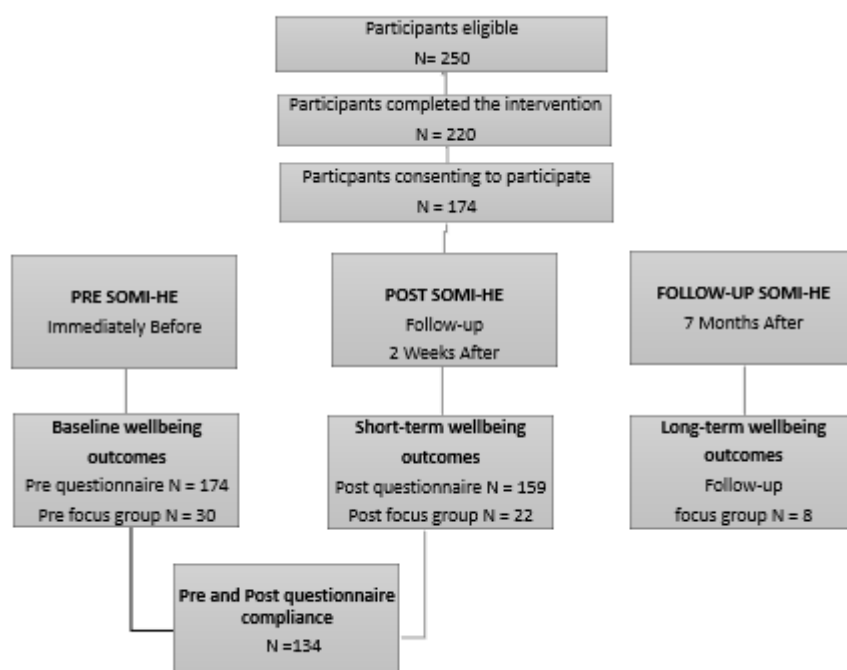 Participants eligible
N= 250
Participants completed the intervention
N = 220
Particpants consenting to participate
N = 174
PRE SOMI-HE
Immediately Before
POST SOMI-HE
Follow-up
2 Weeks After
FOLLOW-UP SOMI-HE
7 Months After
Baseline wellbeing
outcomes
Pre questionnaire N = 174
Pre focus group N = 30
Short-term wellbeing
outcomes
Post questionnaire N = 159
Post focus group N = 22
Long-term wellbeing
outcomes
Follow-up
focus group N = 8
Pre and Post questionnaire
compliance
N =134